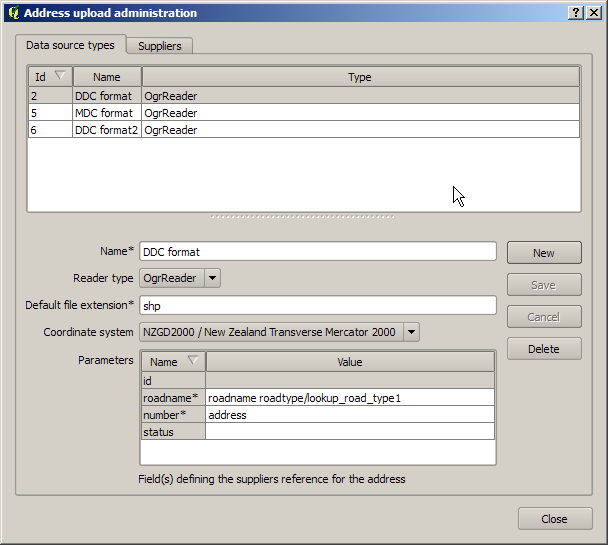 Address upload administration
Data source types Suppliers
Id Name Type
2 DDC format OgrReader
5 MDC format OgrReader
6 DDC format2 OgrReader
Name* DDC format New
Reader type OgrReader Save
Default file extension* shp Cancel
Coordinate system NZGD2000 / New Zealand Transverse Mercator 2000 Delete
Parameters Name Value
id
roadname* roadname roadtype/lookup_road_type1
number* address
status
Field(s) defining the suppliers reference for the address
Close